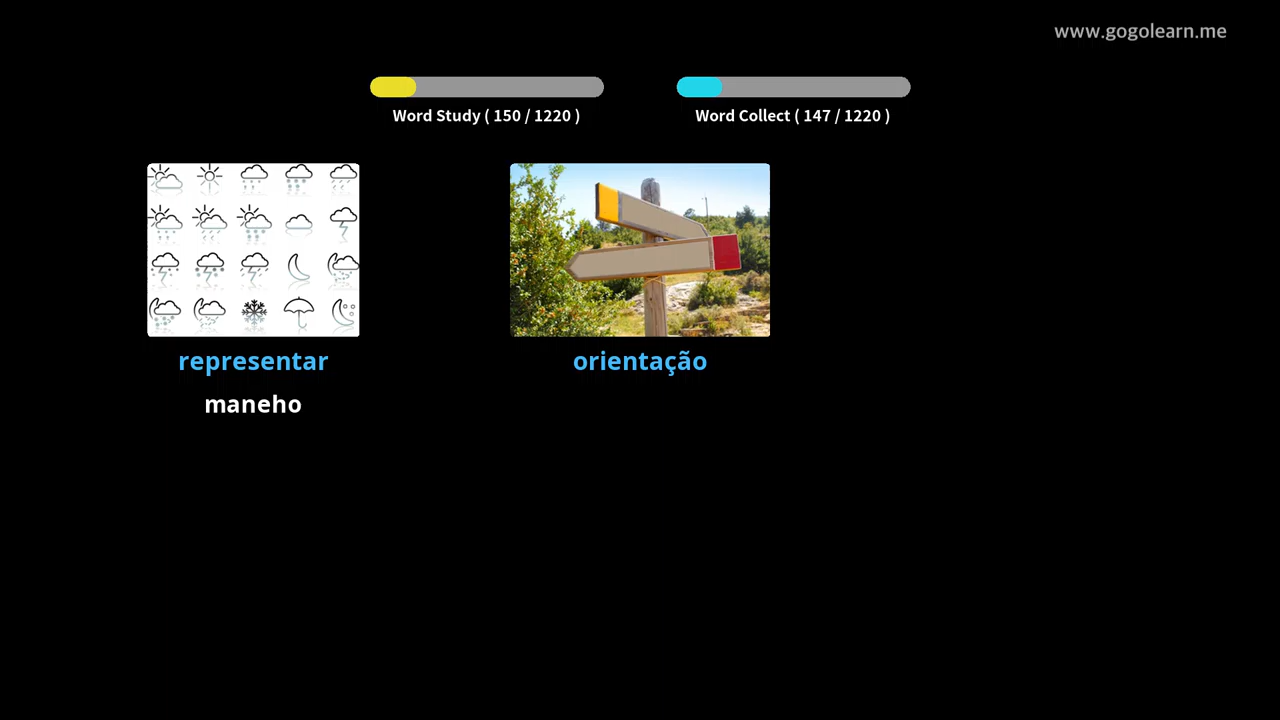 www.gogolearn.me
Word Study ( 150 / 1220 )
Word Collect ( 147 / 1220 )
representar
orientação
maneho